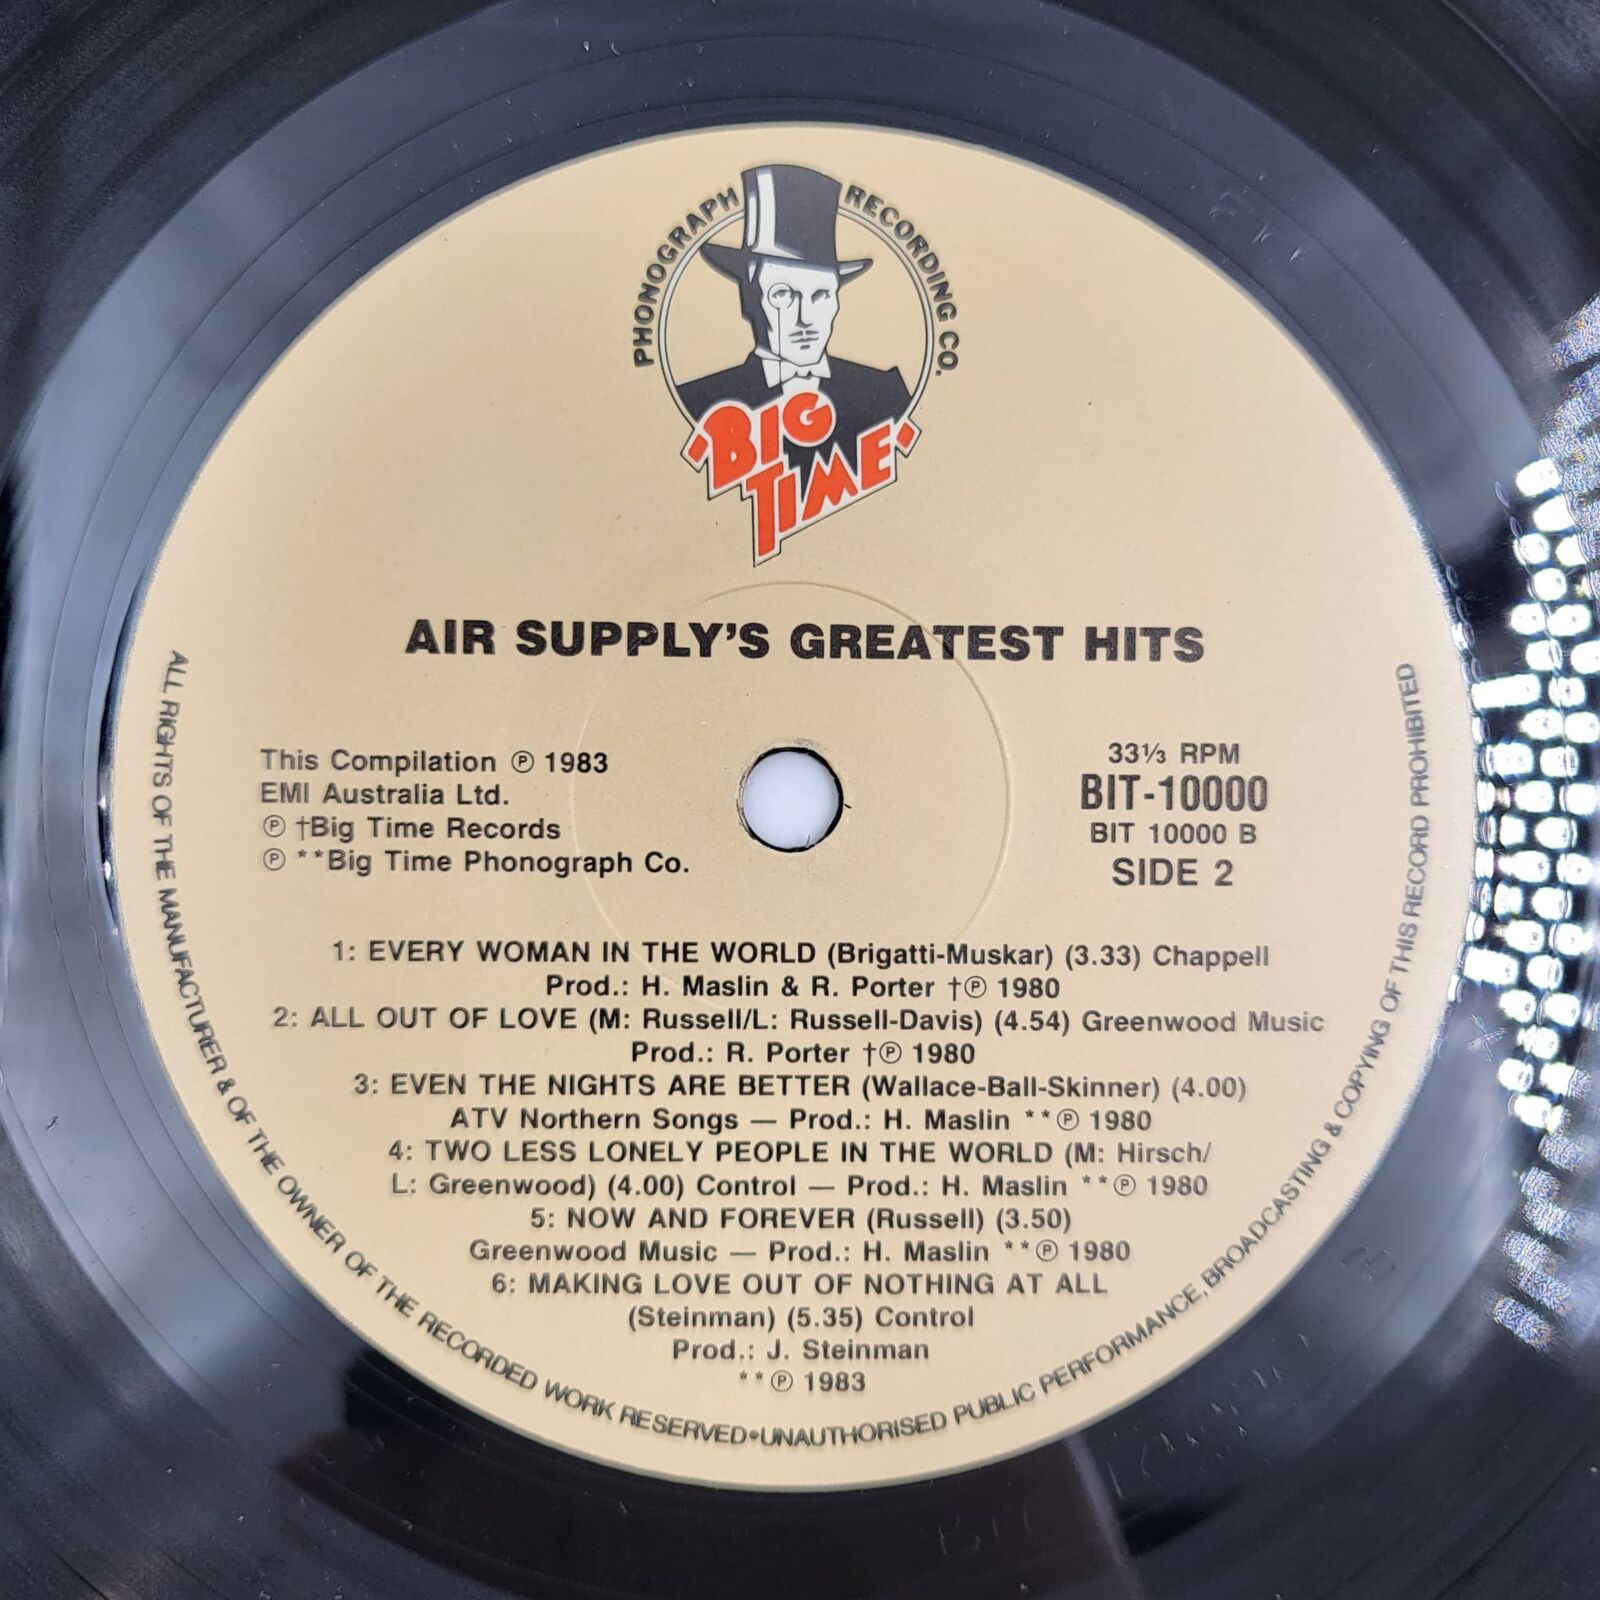 PHONOGRAPH RECORDING CO.
BIG
TIME
AIR SUPPLY'S GREATEST HITS
This Compilation ℗ 1983
EMI Australia Ltd.
℗ †Big Time Records
℗ **Big Time Phonograph Co.
33⅓ RPM
BIT-10000
BIT 10000 B
SIDE 2
1: EVERY WOMAN IN THE WORLD (Brigatti-Muskar) (3.33) Chappell
Prod.: H. Maslin & R. Porter †℗ 1980
2: ALL OUT OF LOVE (M: Russell/L: Russell-Davis) (4.54) Greenwood Music
Prod.: R. Porter †℗ 1980
3: EVEN THE NIGHTS ARE BETTER (Wallace-Ball-Skinner) (4.00)
ATV Northern Songs — Prod.: H. Maslin **℗ 1980
4: TWO LESS LONELY PEOPLE IN THE WORLD (M: Hirsch/
L: Greenwood) (4.00) Control — Prod.: H. Maslin **℗ 1980
5: NOW AND FOREVER (Russell) (3.50)
Greenwood Music — Prod.: H. Maslin **℗ 1980
6: MAKING LOVE OUT OF NOTHING AT ALL
(Steinman) (5.35) Control
Prod.: J. Steinman
**℗ 1983
ALL RIGHTS OF THE MANUFACTURER & OF THE OWNER OF THE RECORDED WORK RESERVED•UNAUTHORISED PUBLIC PERFORMANCE, BROADCASTING & COPYING OF THIS RECORD PROHIBITED